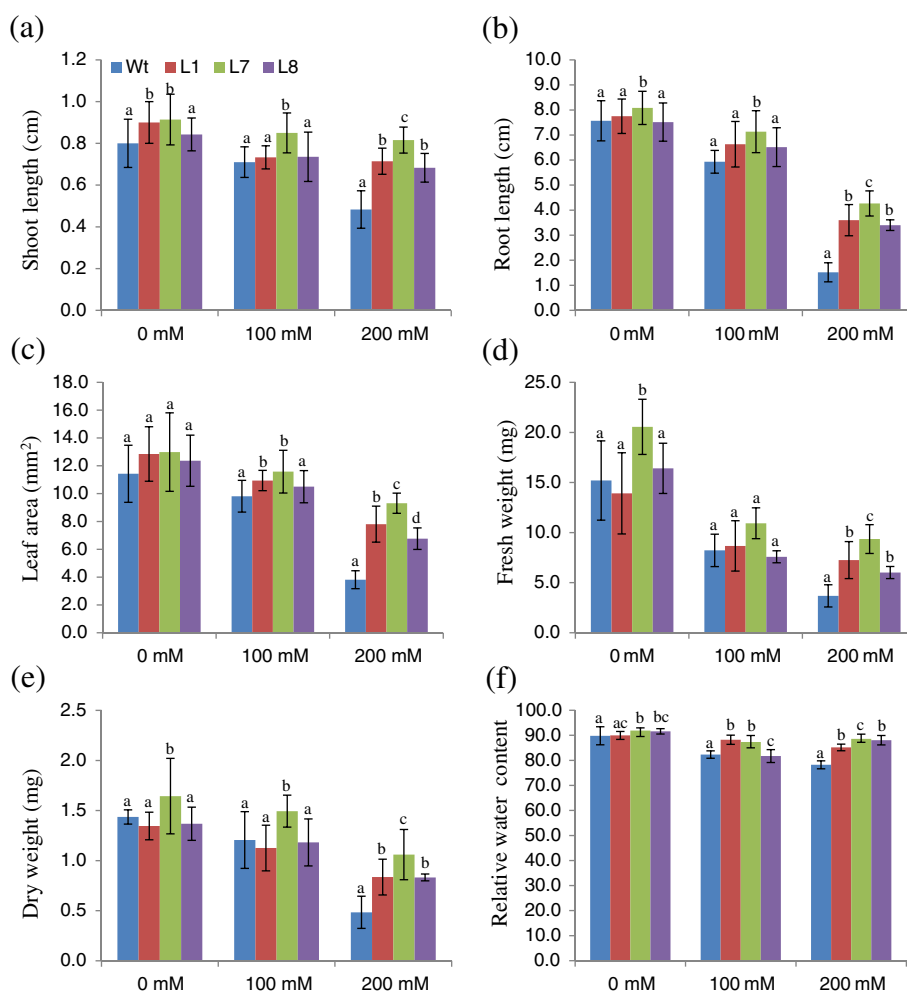 (a)
1.2
1.0
0.8
0.6
0.4
0.2
0.0
Shoot length (cm)
Wt L1 L7 L8
a b b a
a a b a
a b c b
0 mM 100 mM 200 mM
(b)
10.0
9.0
8.0
7.0
6.0
5.0
4.0
3.0
2.0
1.0
0.0
Root length (cm)
a a b a
a a b a
a b c b
0 mM 100 mM 200 mM
(c)
18.0
16.0
14.0
12.0
10.0
8.0
6.0
4.0
2.0
0.0
Leaf area (mm²)
a a a a
a b b a
a b c d
0 mM 100 mM 200 mM
(d)
25.0
20.0
15.0
10.0
5.0
0.0
Fresh weight (mg)
a a b a
a a a a
a b c b
0 mM 100 mM 200 mM
(e)
2.5
2.0
1.5
1.0
0.5
0.0
Dry weight (mg)
a a b a
a a b a
a b c b
0 mM 100 mM 200 mM
(f)
100.0
90.0
80.0
70.0
60.0
50.0
40.0
30.0
20.0
10.0
0.0
Relative water content
a ac b bc
a b b c
a b c b
0 mM 100 mM 200 mM